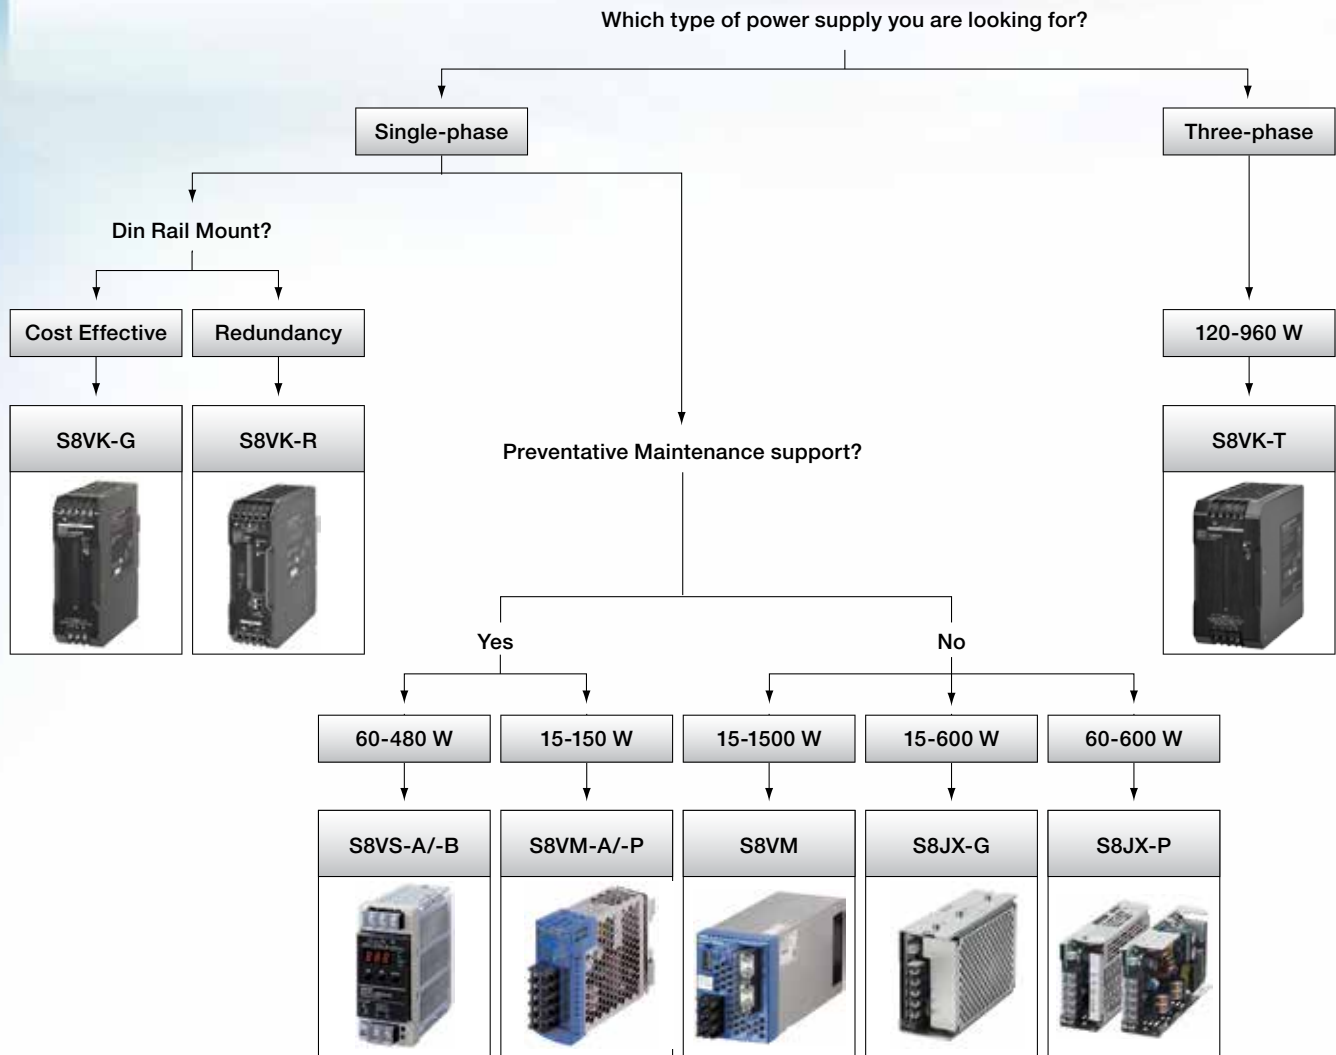 Which type of power supply you are looking for?
Single-phase
Three-phase
Din Rail Mount?
Cost Effective
Redundancy
120-960 W
S8VK-G
S8VK-R
S8VK-T
Preventative Maintenance support?
Yes
No
60-480 W
15-150 W
15-1500 W
15-600 W
60-600 W
S8VS-A/-B
S8VM-A/-P
S8VM
S8JX-G
S8JX-P